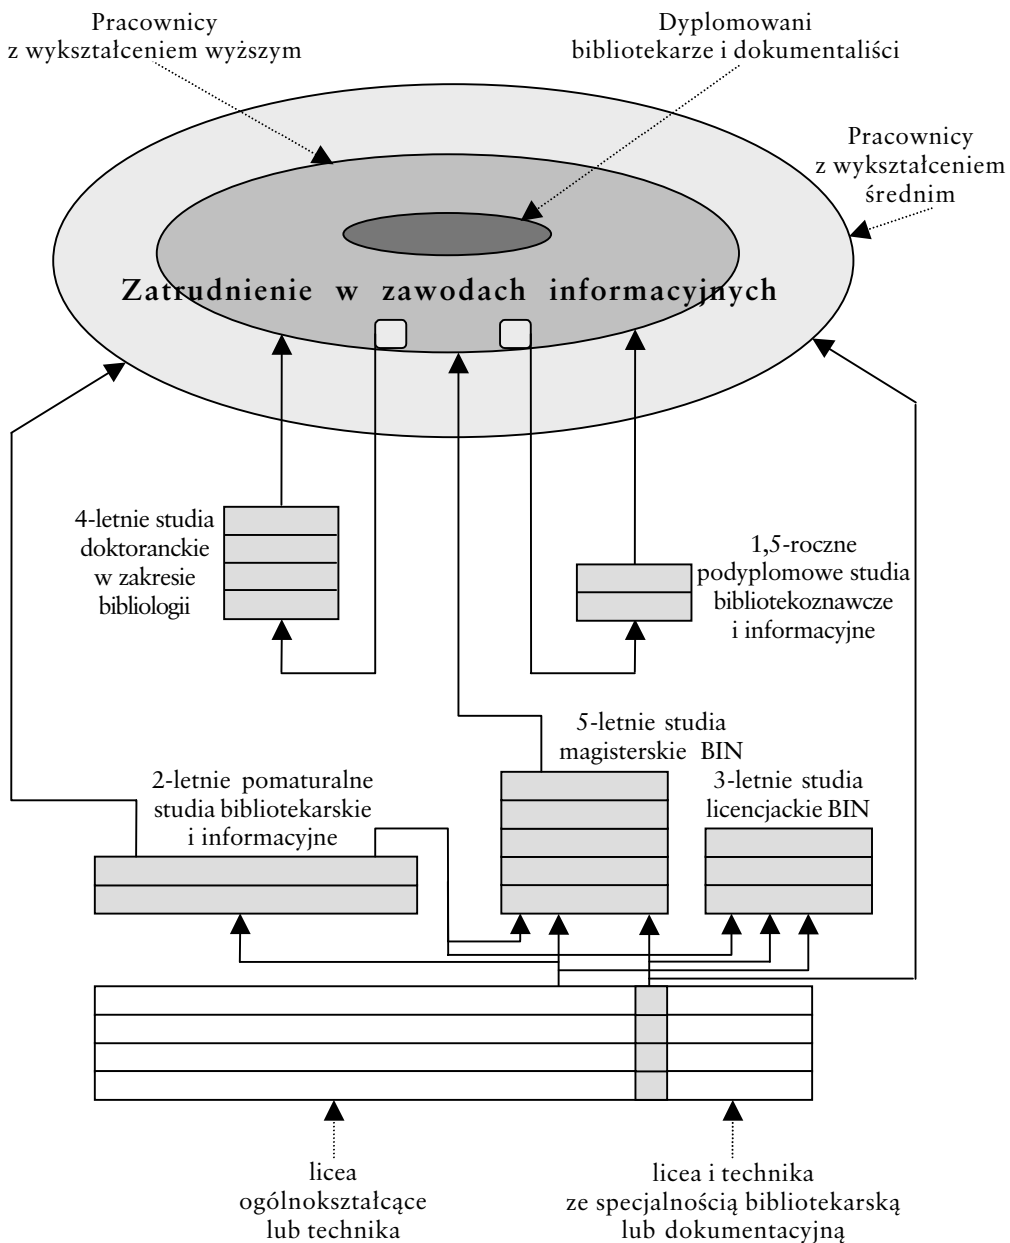 Pracownicy
z wykształceniem wyższym
Dyplomowani
bibliotekarze i dokumentaliści
Pracownicy
z wykształceniem
średnim
Zatrudnienie w zawodach informacyjnych
4-letnie studia
doktoranckie
w zakresie
bibliologii
1,5-roczne
podyplomowe studia
bibliotekoznawcze
i informacyjne
5-letnie studia
magisterskie BIN
2-letnie pomaturalne
studia bibliotekarskie
i informacyjne
3-letnie studia
licencjackie BIN
licea
ogólnokształcące
lub technika
licea i technika
ze specjalnością bibliotekarską
lub dokumentacyjną